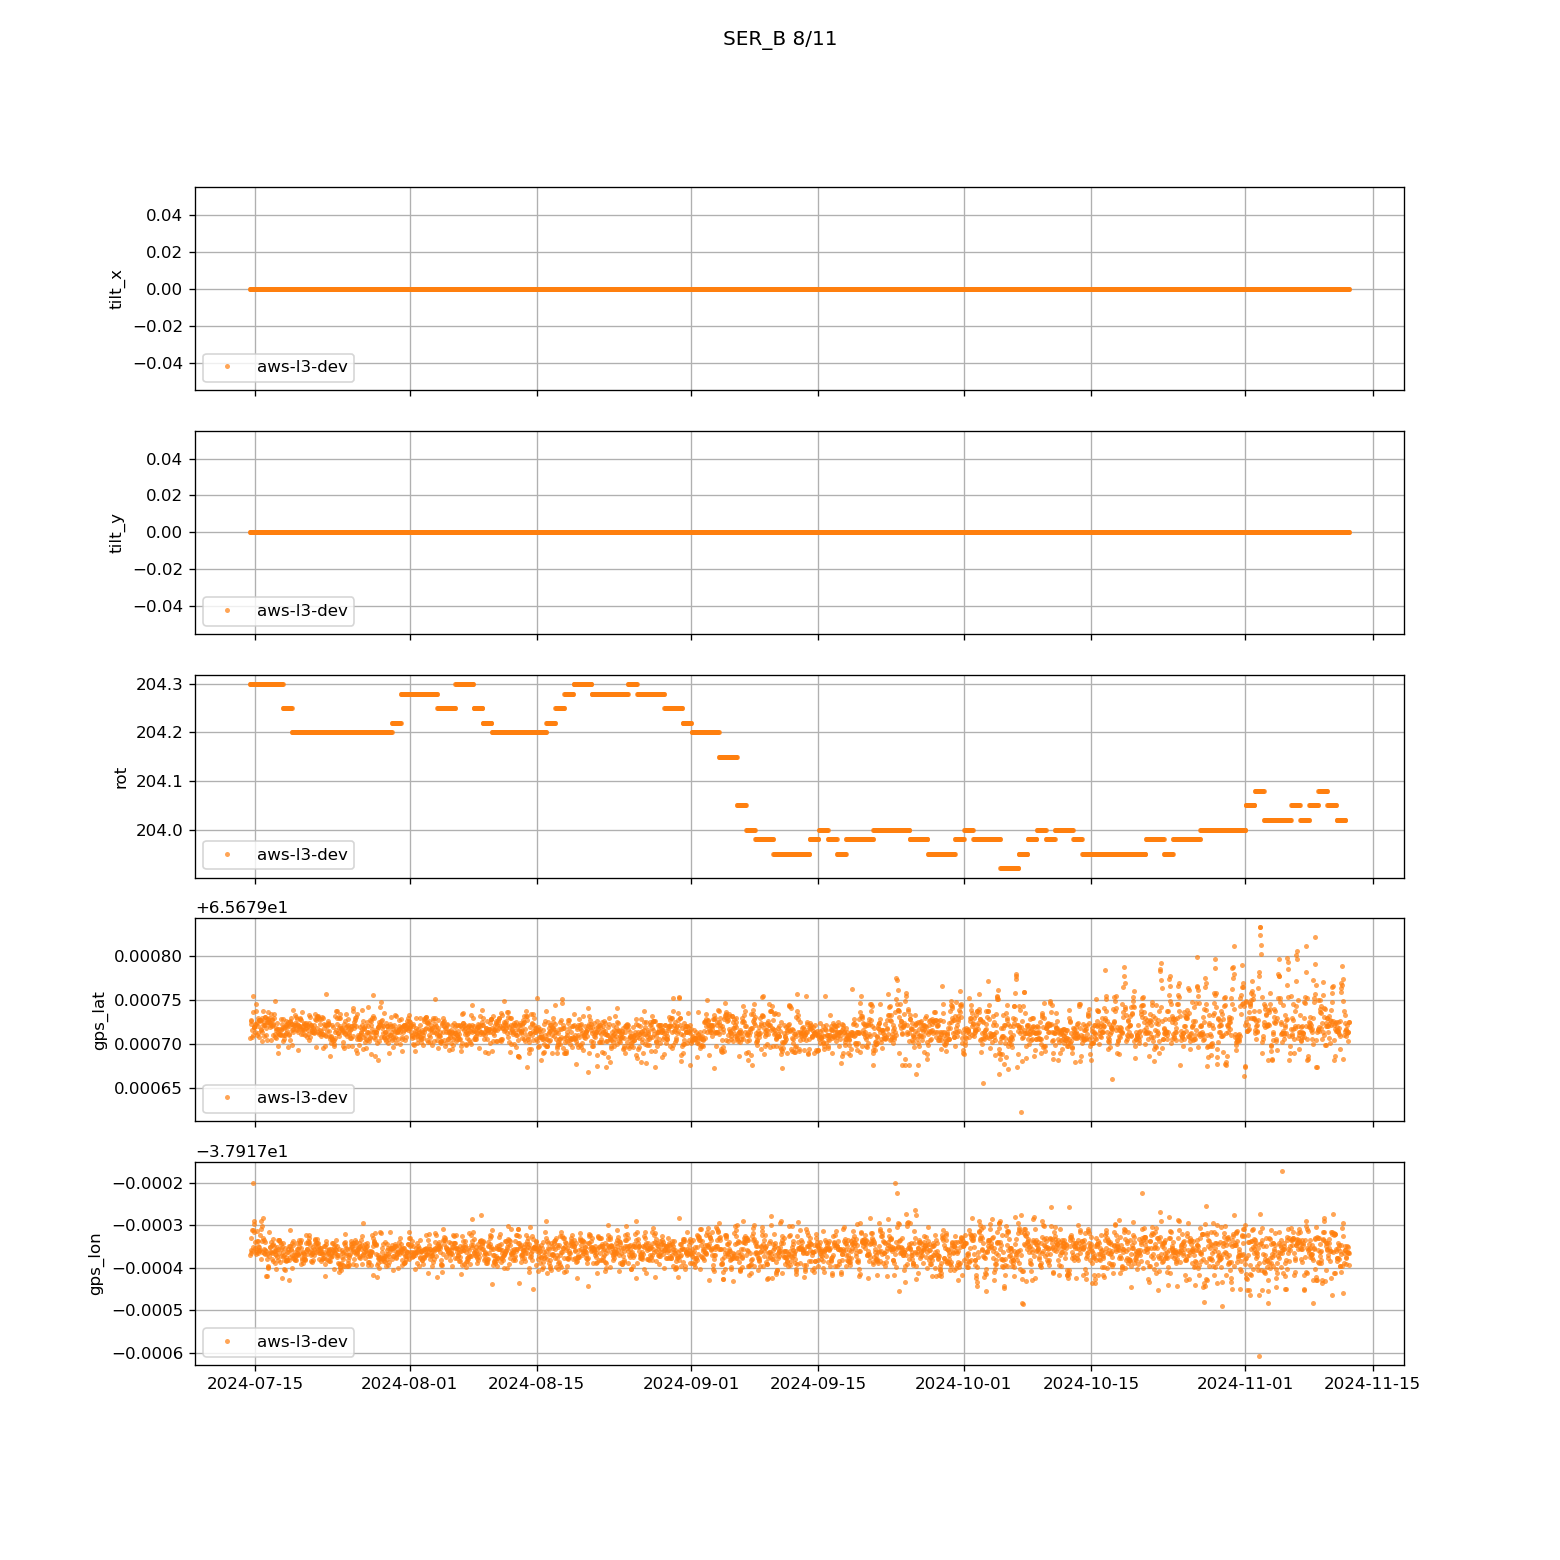 SER_B 8/11
0.04
0.02
0.00
−0.02
−0.04
tilt_x
aws-l3-dev
0.04
0.02
0.00
−0.02
−0.04
tilt_y
aws-l3-dev
204.3
204.2
204.1
204.0
rot
aws-l3-dev
+6.5679e1
0.00080
0.00075
0.00070
0.00065
gps_lat
aws-l3-dev
−3.7917e1
−0.0002
−0.0003
−0.0004
−0.0005
−0.0006
gps_lon
aws-l3-dev
2024-07-15 2024-08-01 2024-08-15 2024-09-01 2024-09-15 2024-10-01 2024-10-15 2024-11-01 2024-11-15